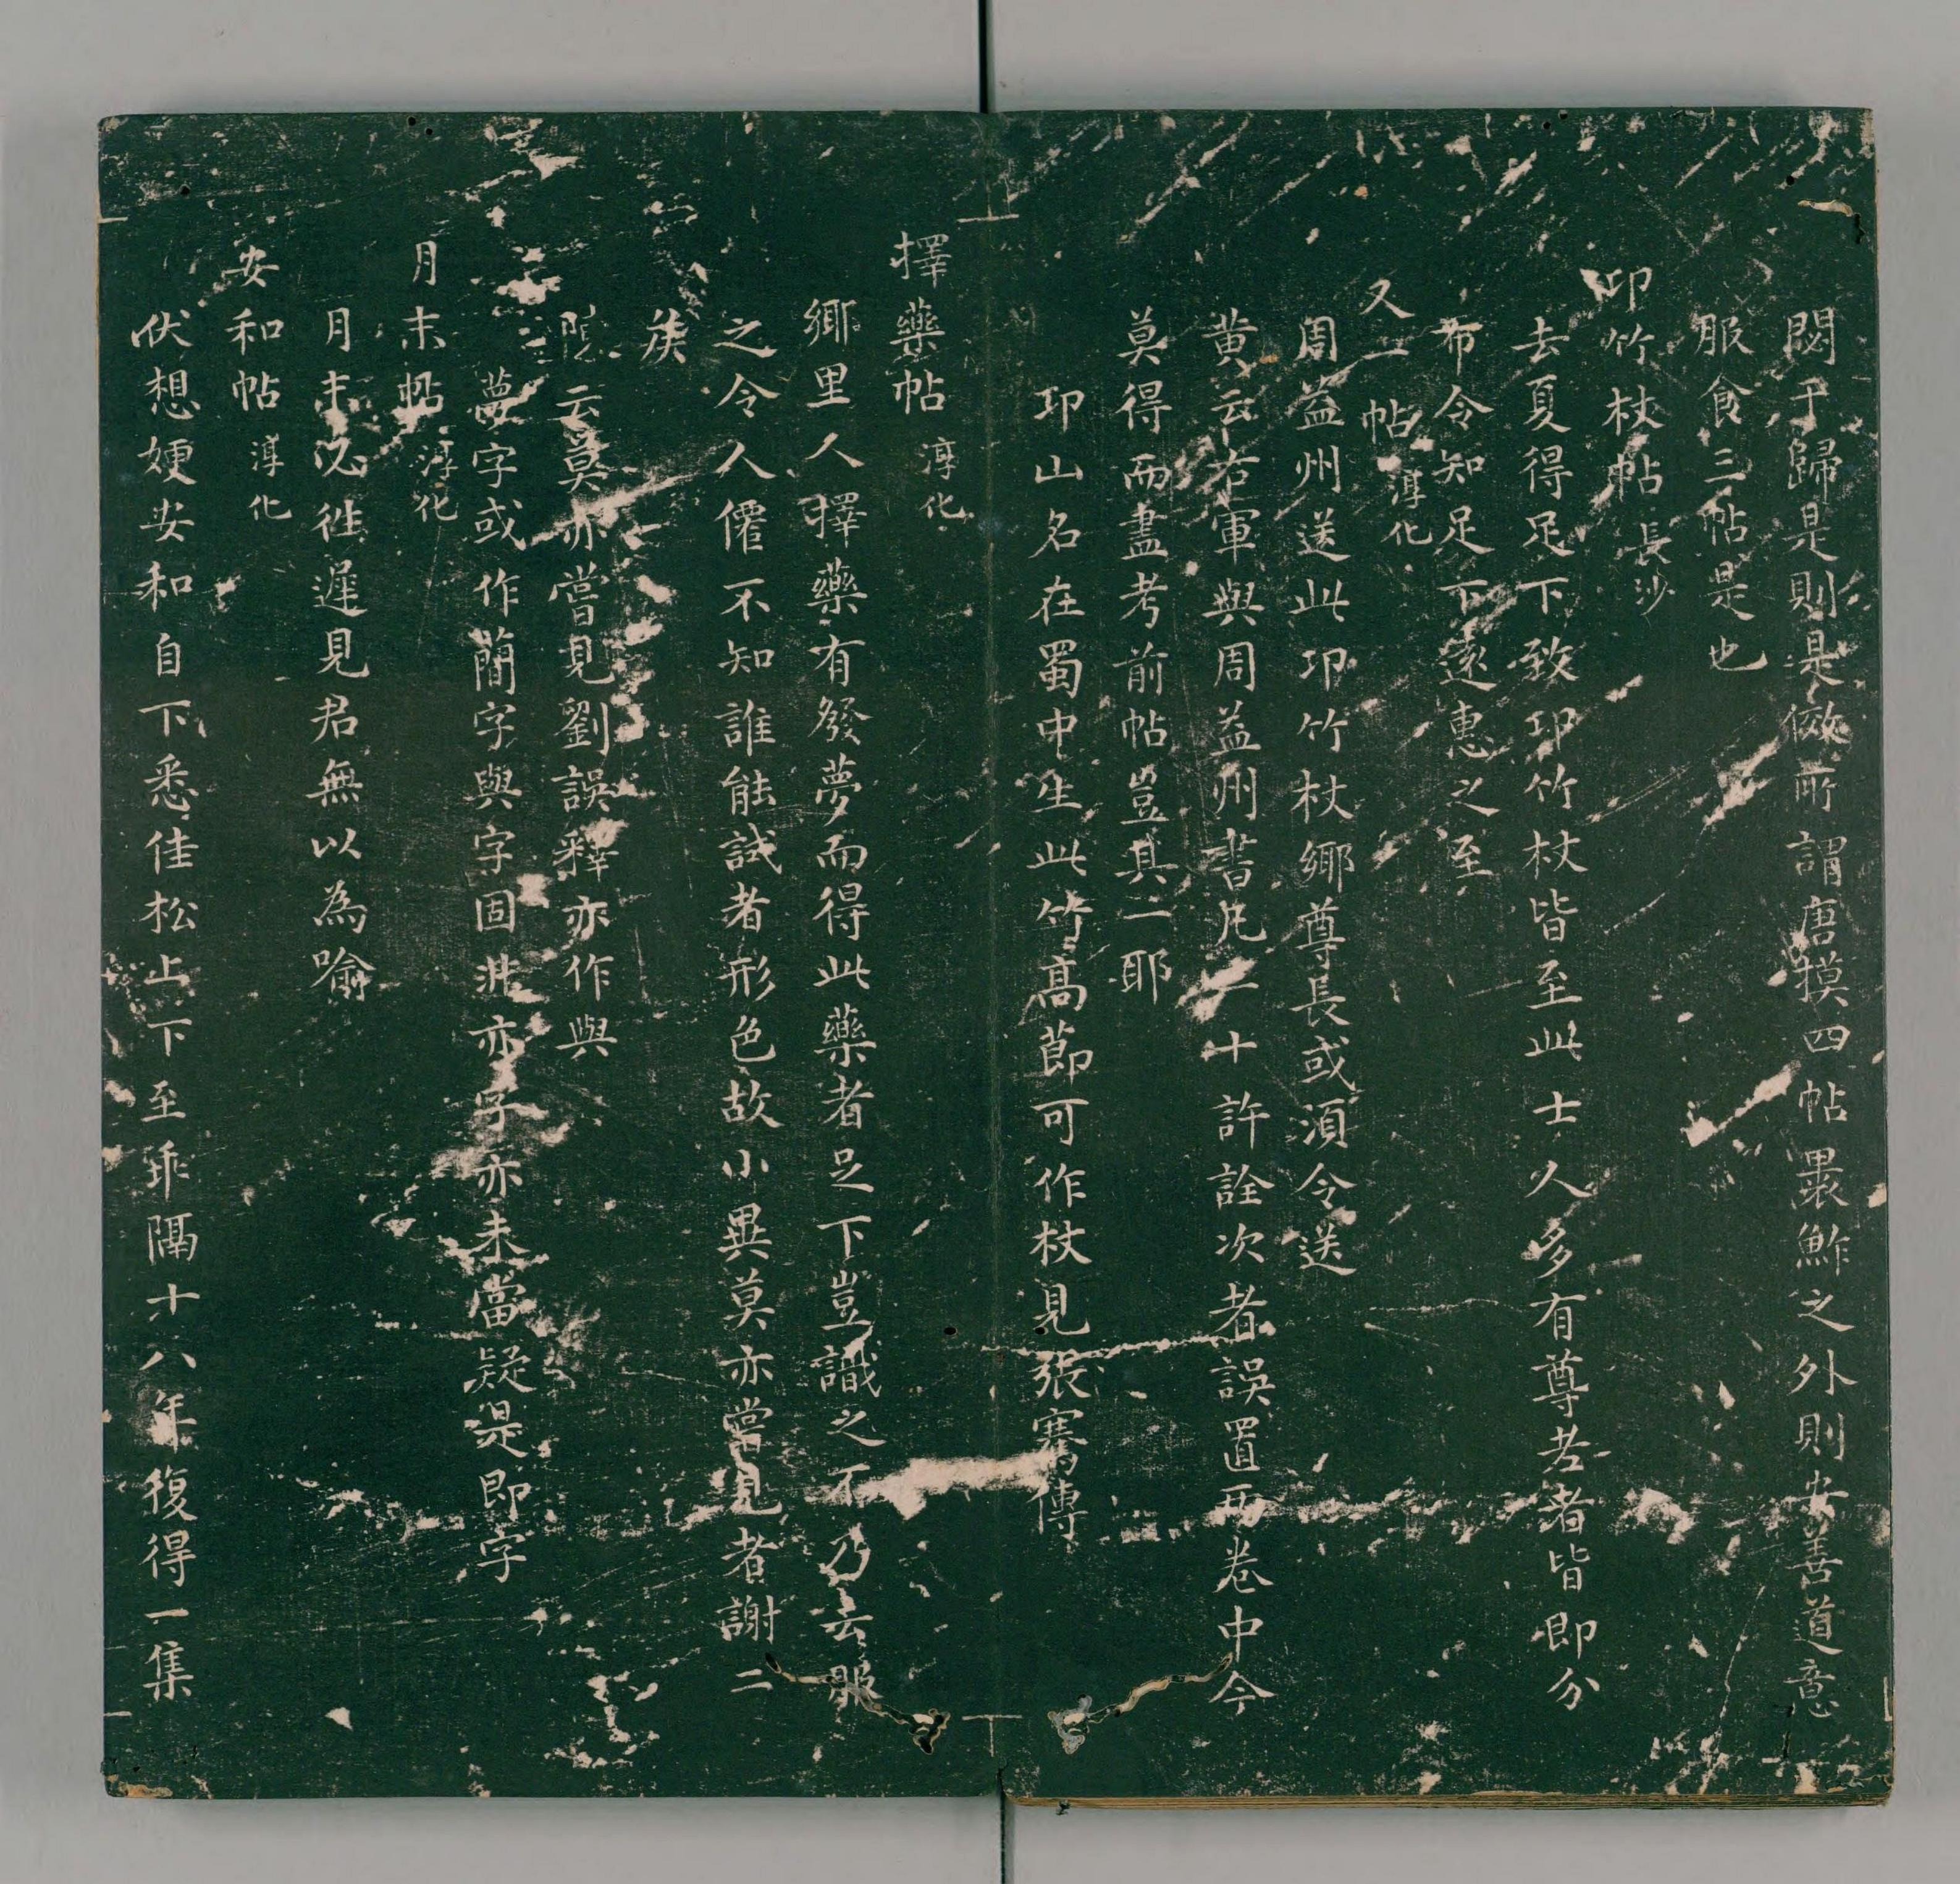 閟于歸是則是傚所謂唐摸四帖裹鮓之外則安善道意
服食三帖是也
卭竹杖帖 長沙
去夏得足下致卭竹杖皆至此士人多有尊老者皆即分
布令知足下遠惠之至
又一帖 淳化
周益州送此卭竹杖鄉尊長或須令送
黃云右軍與周益州書凡一十許詮次者誤置兩卷中今
莫得而盡考前帖豈其一耶
卭山名在蜀中生此竹高節可作杖見張騫傳
擇藥帖 淳化
鄉里人擇藥有發夢而得此藥者足下豈識之不乃云服
之令人僊不知誰能試者形色故小異莫亦嘗見者謝二
侯
云莫亦嘗見劉誤釋亦作與
夢字或作蕑字與字固非亦字亦未當疑是即字
月末帖 淳化
月末必往遲見君無以為喻
安和帖 淳化
伏想嫂安和自下悉佳松上下至乖隔十八年復得一集